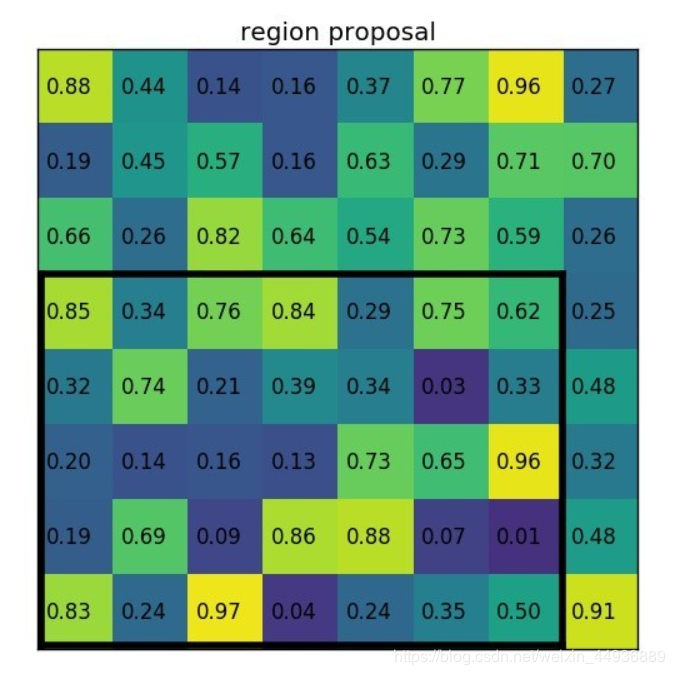 region proposal
0.88 0.44 0.14 0.16 0.37 0.77 0.96 0.27
0.19 0.45 0.57 0.16 0.63 0.29 0.71 0.70
0.66 0.26 0.82 0.64 0.54 0.73 0.59 0.26
0.85 0.34 0.76 0.84 0.29 0.75 0.62 0.25
0.32 0.74 0.21 0.39 0.34 0.03 0.33 0.48
0.20 0.14 0.16 0.13 0.73 0.65 0.96 0.32
0.19 0.69 0.09 0.86 0.88 0.07 0.01 0.48
0.83 0.24 0.97 0.04 0.24 0.35 0.50 0.91
https://blog.csdn.net/weixin_44936889